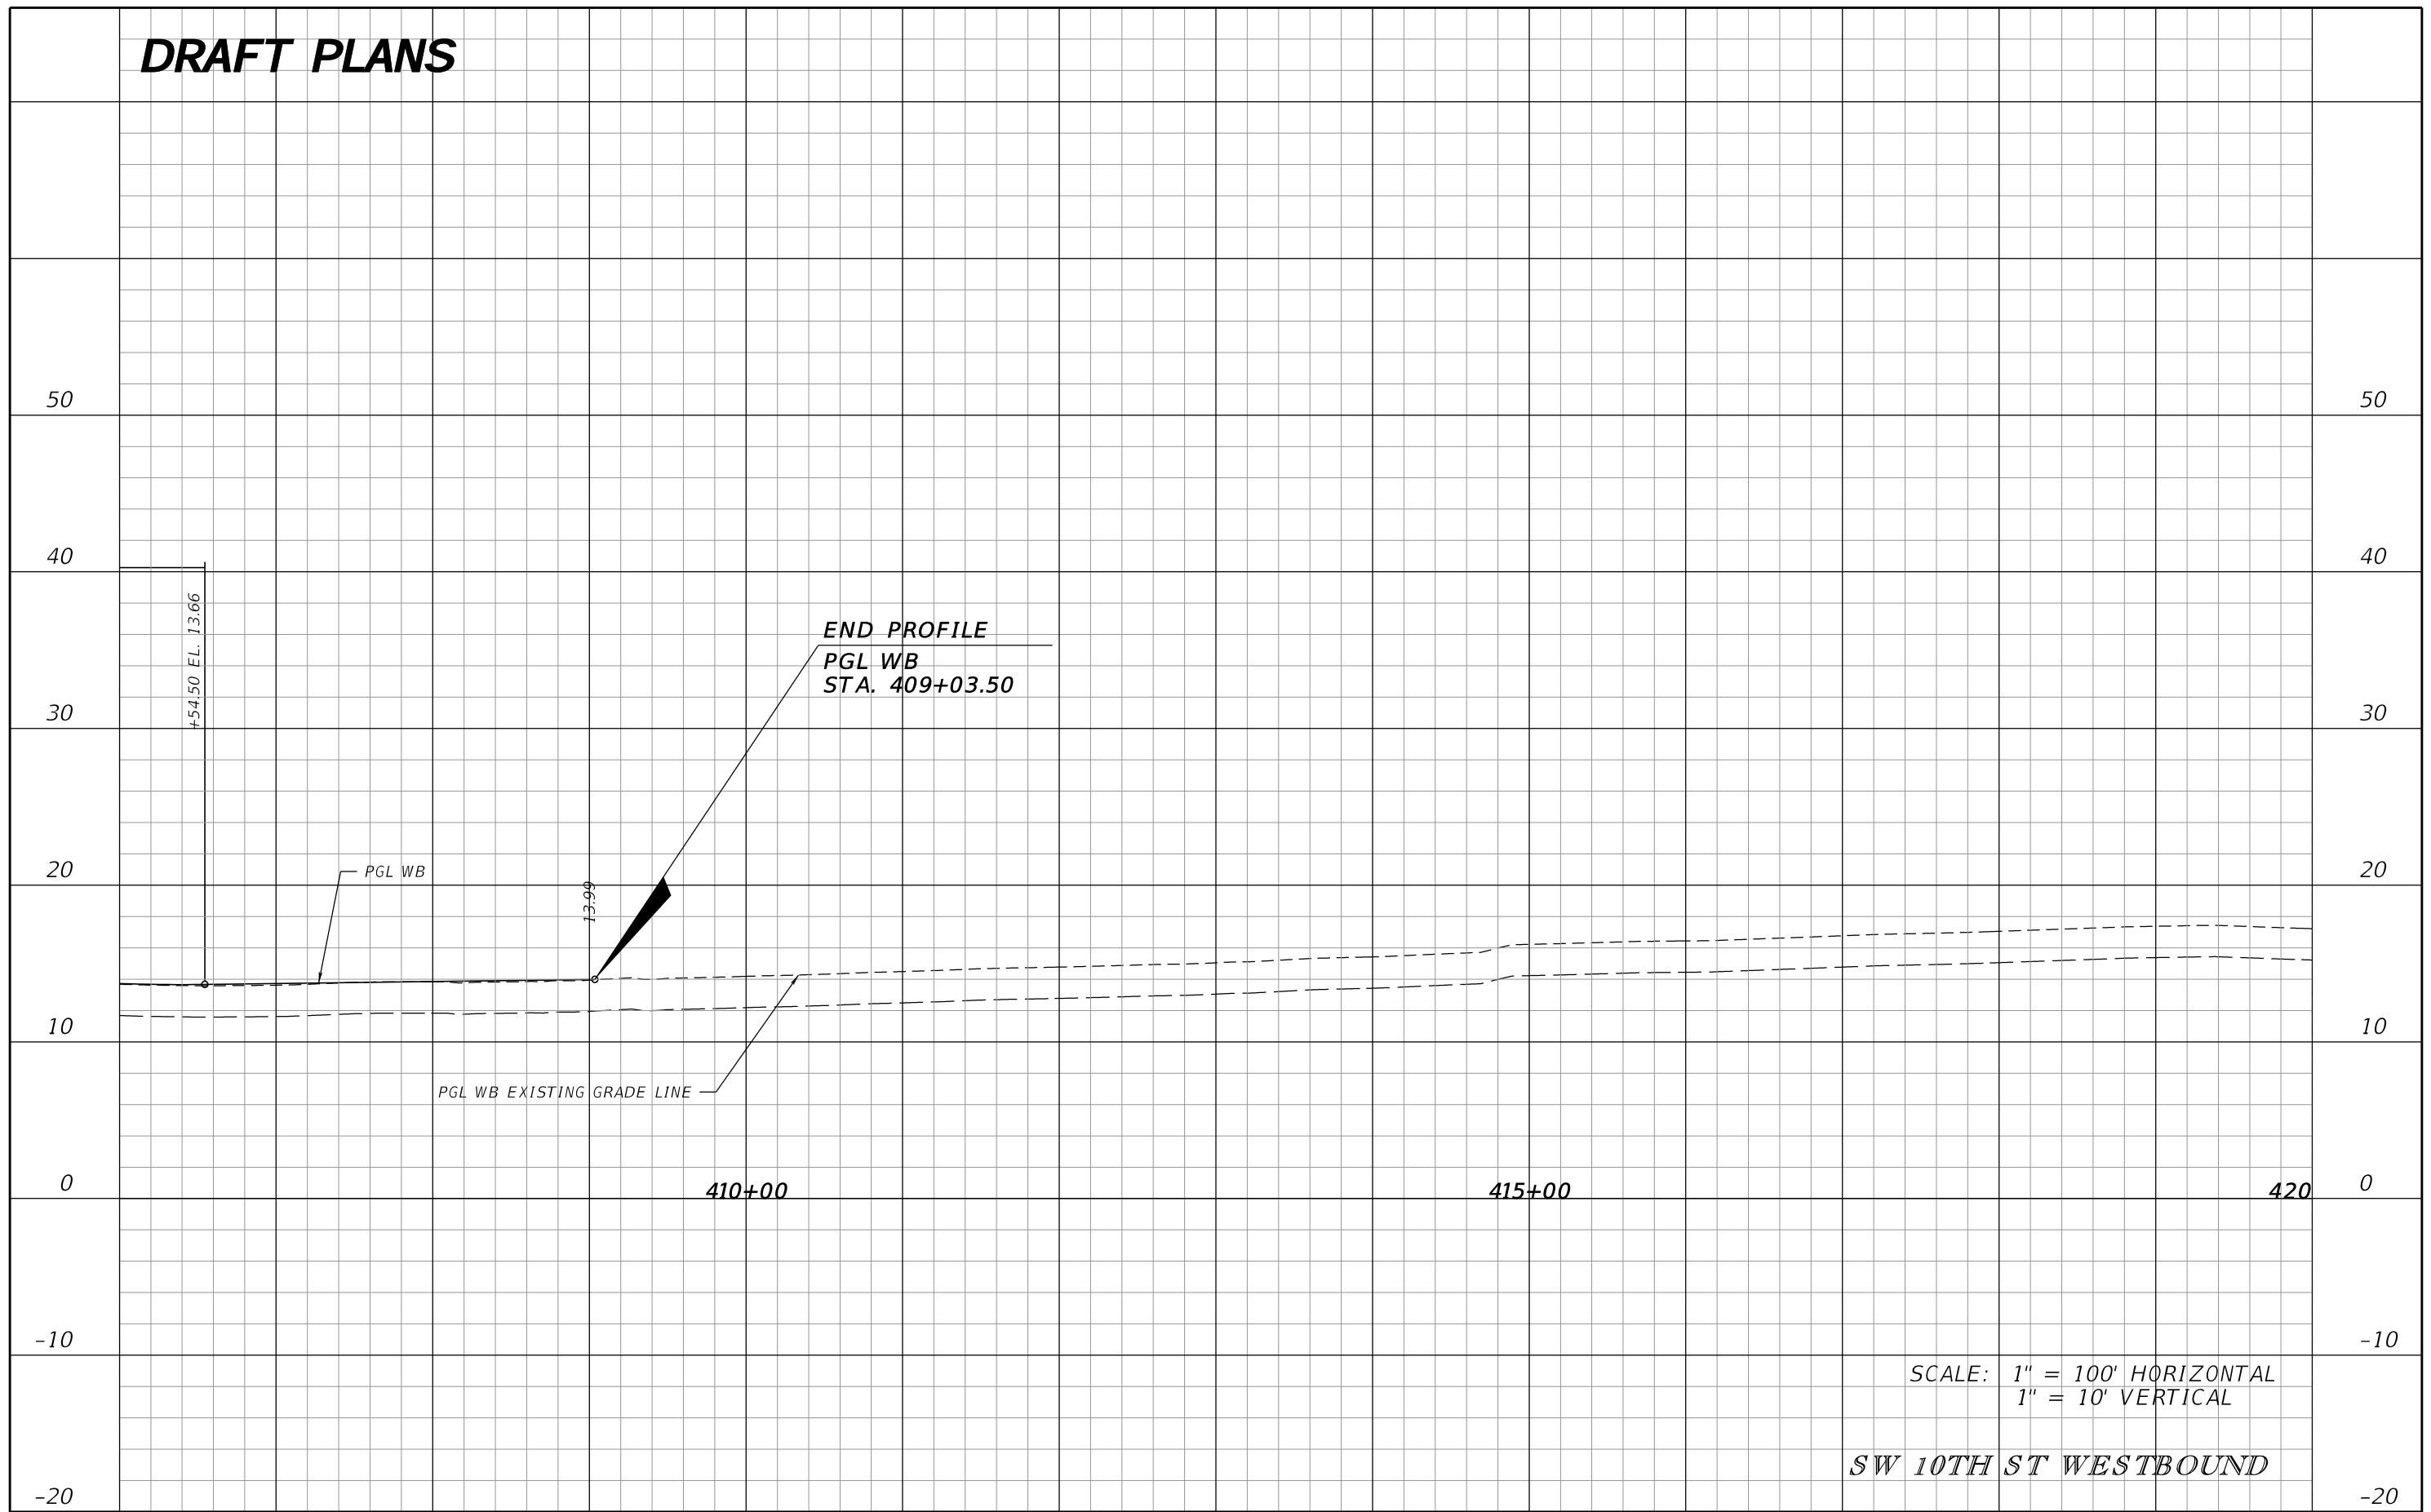 DRAFT PLANS
50 50
40 40
+54.50 EL. 13.66
END PROFILE
PGL WB
STA. 409+03.50
30 30
20 20
PGL WB
13.99
10 10
PGL WB EXISTING GRADE LINE
0 410+00 415+00 420 0
-10 -10
SCALE: 1" = 100' HORIZONTAL
1" = 10' VERTICAL
SW 10TH ST WESTBOUND
-20 -20